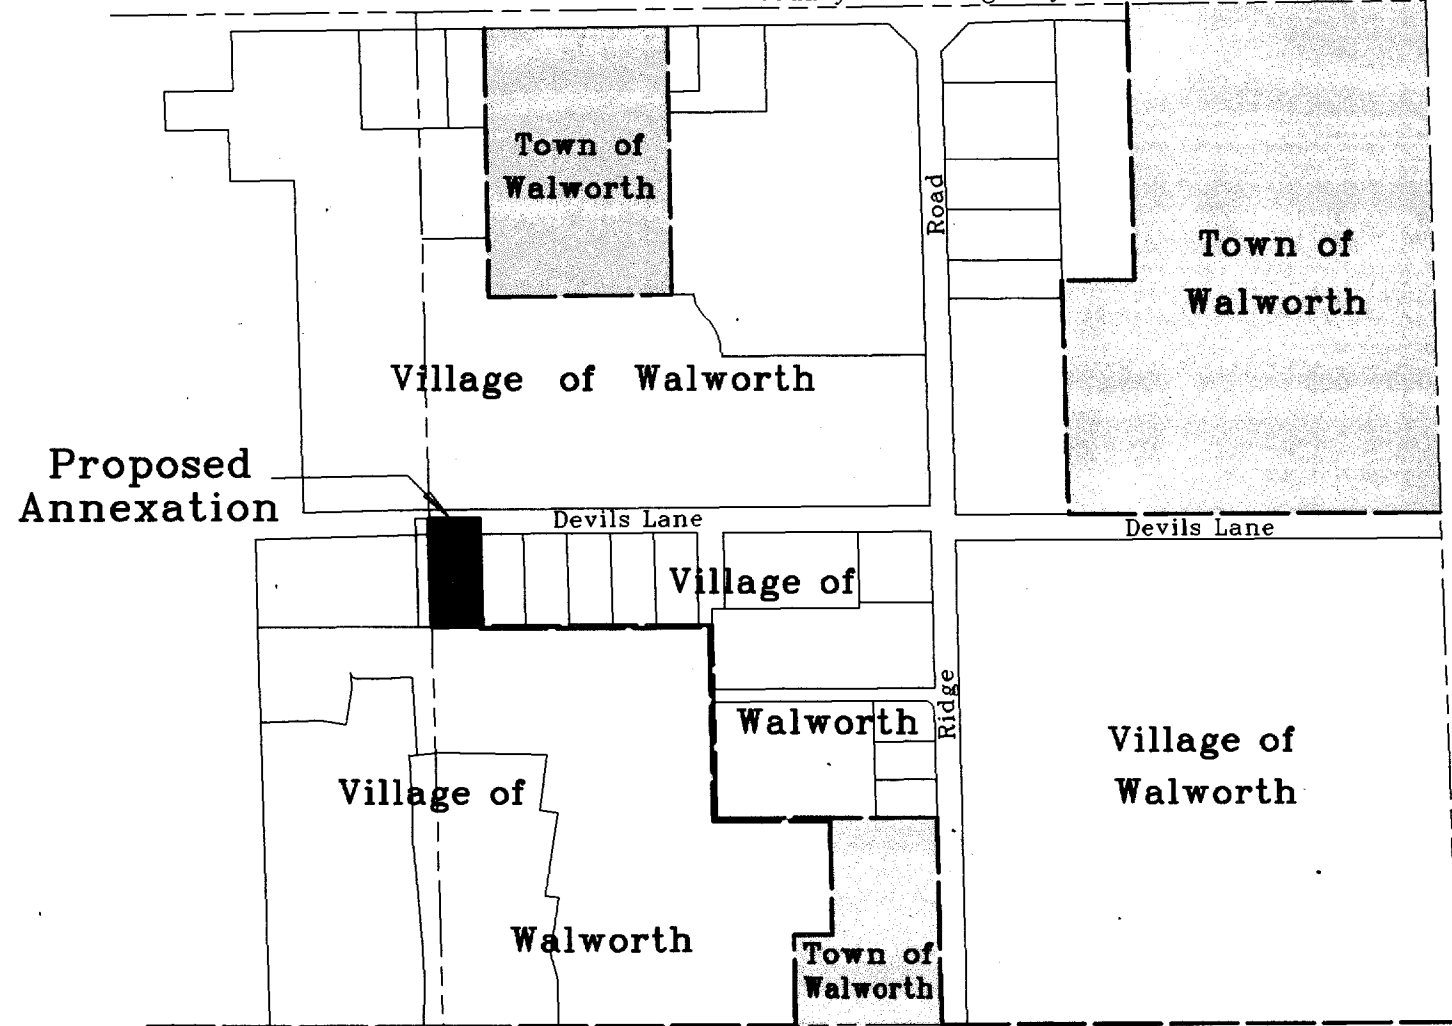 Town of
Walworth
Road
Town of
Walworth
Village of Walworth
Proposed
Annexation
Devils Lane
Devils Lane
Village of
Walworth
Ridge
Village of
Walworth
Village of
Walworth
Town of
Walworth